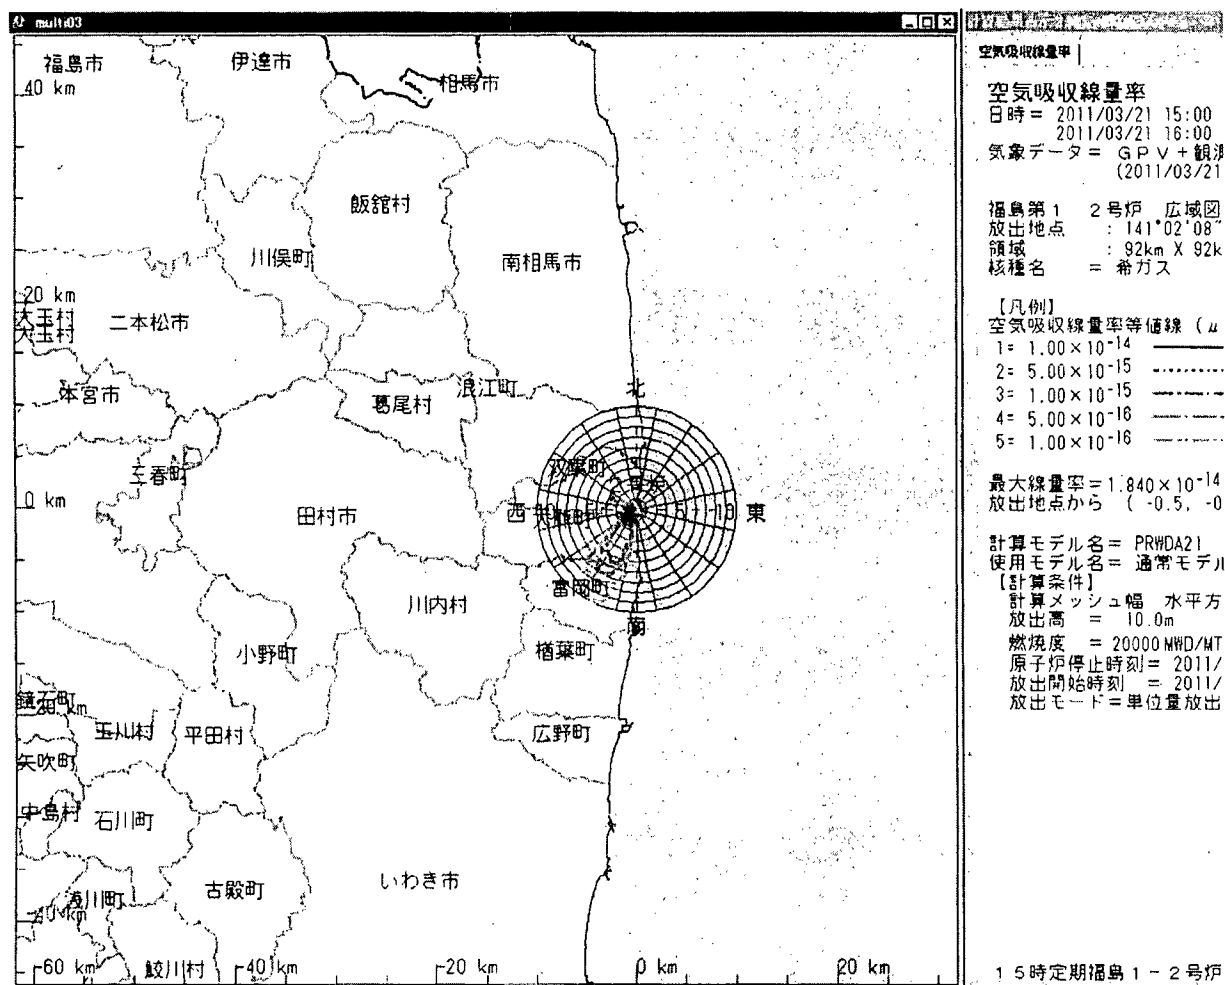 multi03
福島市
伊達市
相馬市
40 km
飯舘村
川俣町
南相馬市
20 km
大玉村
大玉村
二本松市
本宮市
葛尾村
浪江町
北
三春町
双葉町
0 km
田村市
西
東
富岡町
川内村
南
小野町
楢葉町
鏡石町
玉川村
平田村
広野町
矢吹町
中島村
石川町
いわき市
古殿町
浅川町
鮫川村
-60 km
-40 km
-20 km
0 km
20 km
空気吸収線量率
空気吸収線量率
日時= 2011/03/21 15:00
2011/03/21 16:00
気象データ= GPV+観測
(2011/03/21
福島第1 2号炉 広域図
放出地点 : 141°02'08"
領域 : 92km X 92k
核種名 = 希ガス
【凡例】
空気吸収線量率等値線 (μ
1= 1.00×10-14
2= 5.00×10-15
3= 1.00×10-15
4= 5.00×10-16
5= 1.00×10-16
最大線量率=1.840×10-14
放出地点から ( -0.5, -0
計算モデル名= PRWDA21
使用モデル名= 通常モデル
【計算条件】
計算メッシュ幅 水平方
放出高 = 10.0m
燃焼度 = 20000MWD/MT
原子炉停止時刻= 2011/
放出開始時刻 = 2011/
放出モード=単位量放出
15時定期福島1-2号炉